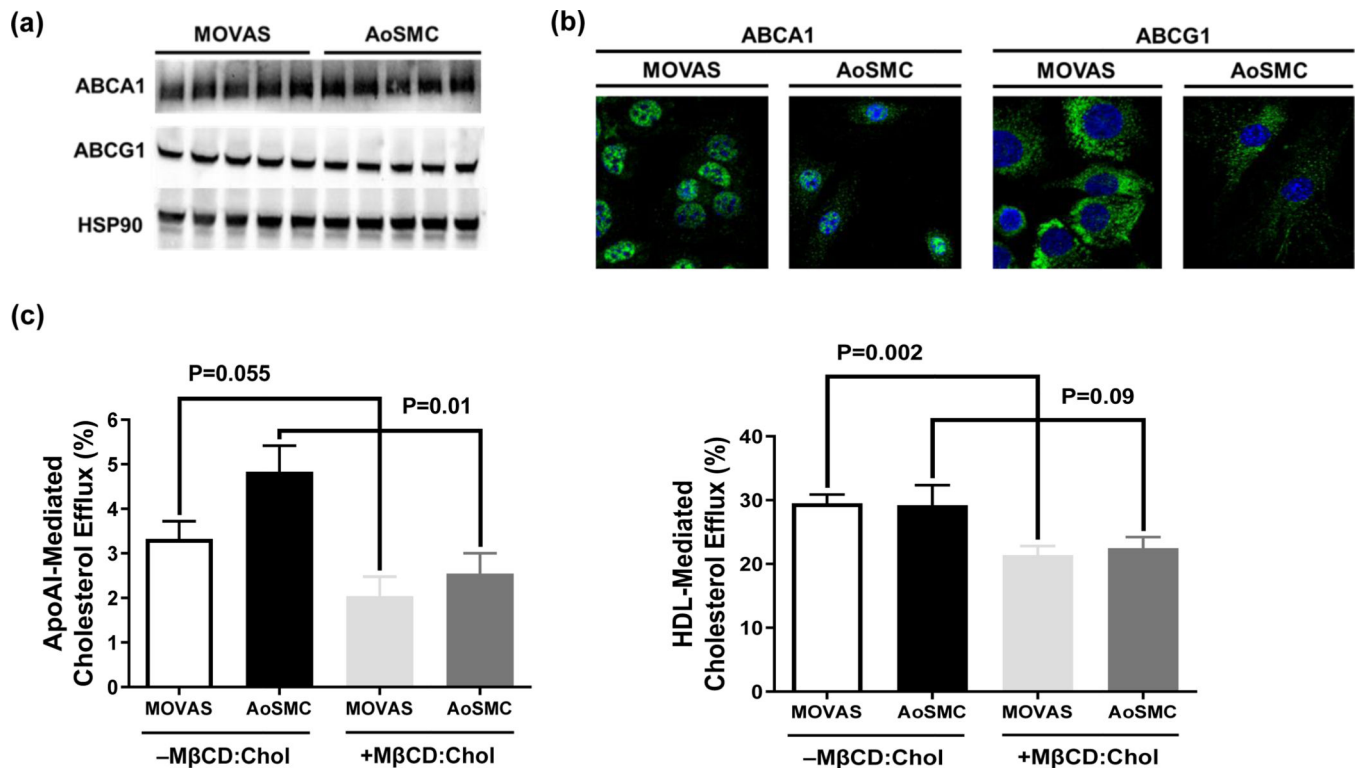 (a)
MOVAS AoSMC
ABCA1
ABCG1
HSP90
(b)
ABCA1 ABCG1
MOVAS AoSMC MOVAS AoSMC
(c)
P=0.055
P=0.01
ApoAI-Mediated
Cholesterol Efflux (%)
6
5
4
3
2
1
0
MOVAS AoSMC MOVAS AoSMC
–MβCD:Chol +MβCD:Chol
P=0.002
P=0.09
HDL-Mediated
Cholesterol Efflux (%)
40
30
20
10
0
MOVAS AoSMC MOVAS AoSMC
–MβCD:Chol +MβCD:Chol